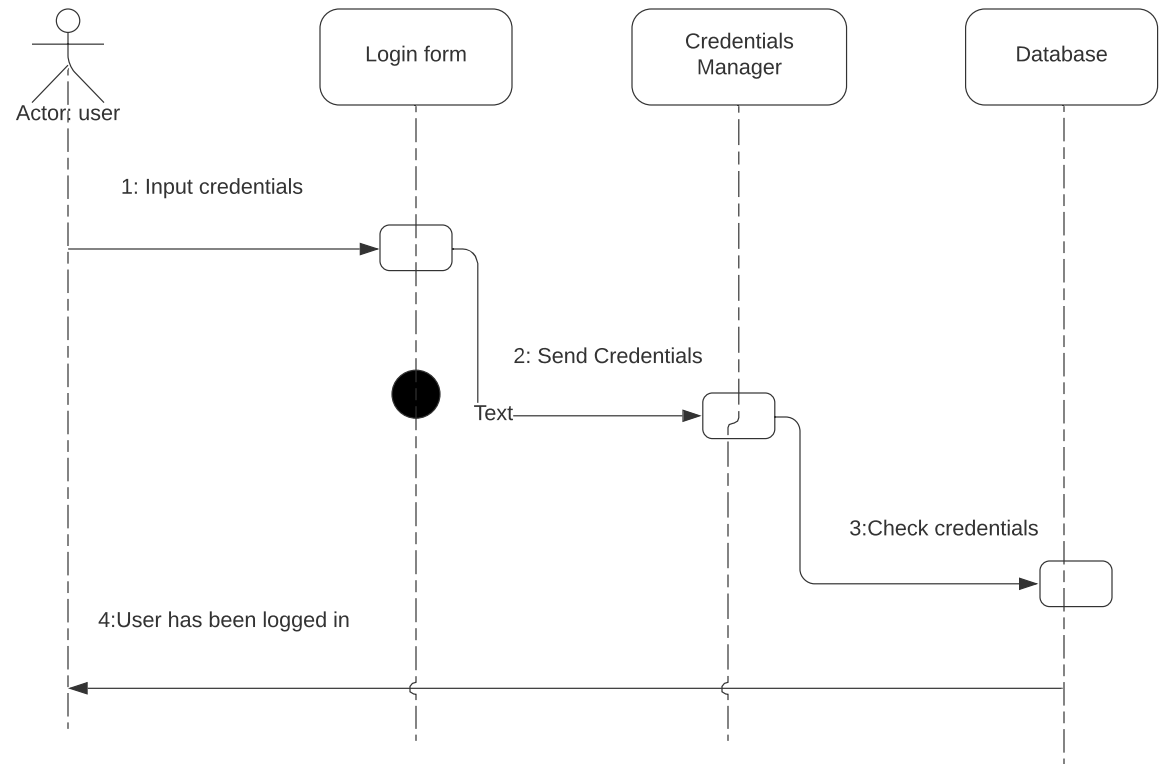 Login form
Credentials
Manager
Database
Actor: user
1: Input credentials
2: Send Credentials
Text
3:Check credentials
4:User has been logged in